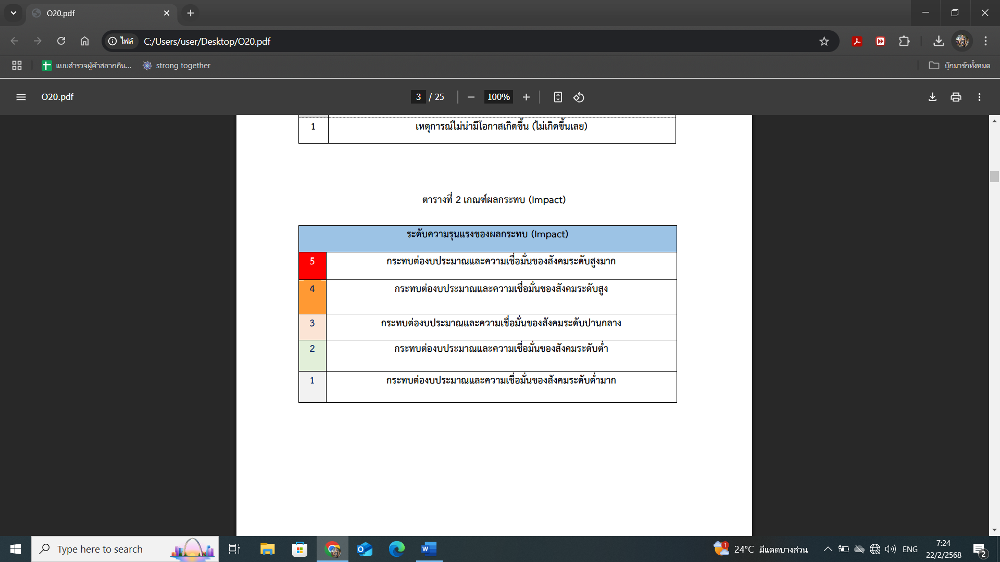 O20.pdf
ไฟล์ C:/Users/user/Desktop/O20.pdf
แบบสำรวจผู้ค้าสลากกิน... strong together บุ๊กมาร์กทั้งหมด
O20.pdf 3 / 25 100%
1 เหตุการณ์ไม่น่ามีโอกาสเกิดขึ้น (ไม่เกิดขึ้นเลย)
ตารางที่ 2 เกณฑ์ผลกระทบ (Impact)
ระดับความรุนแรงของผลกระทบ (Impact)
5 กระทบต่องบประมาณและความเชื่อมั่นของสังคมระดับสูงมาก
4 กระทบต่องบประมาณและความเชื่อมั่นของสังคมระดับสูง
3 กระทบต่องบประมาณและความเชื่อมั่นของสังคมระดับปานกลาง
2 กระทบต่องบประมาณและความเชื่อมั่นของสังคมระดับต่ำ
1 กระทบต่องบประมาณและความเชื่อมั่นของสังคมระดับต่ำมาก
Type here to search 1 24°C มีแดดบางส่วน ENG 7:24
22/2/2568 2